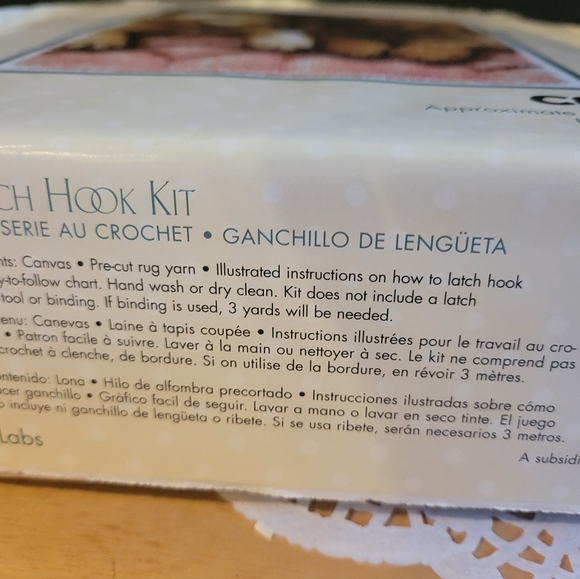 Approximate
CH HOOK KIT
SERIE AU CROCHET • GANCHILLO DE LENGÜETA
nts: Canvas • Pre-cut rug yarn • Illustrated instructions on how to latch hook
y-to-follow chart. Hand wash or dry clean. Kit does not include a latch
tool or binding. If binding is used, 3 yards will be needed.
enu: Canevas • Laine à tapis coupée • Instructions illustrées pour le travail au cro-
• Patron facile à suivre. Laver à la main ou nettoyer à sec. Le kit ne comprend pas
crochet à clenche, de bordure. Si on utilise de la bordure, en révoir 3 mètres.
ntenido: Lona • Hilo de alfombra precortado • Instrucciones ilustradas sobre cómo
cer ganchillo • Gráfico facil de seguir. Lavar a mano o lavar en seco tinte. El juego
o incluye ni ganchillo de lengüeta o ribete. Si se usa ribete, serán necesarios 3 metros.
Labs
A subsidi